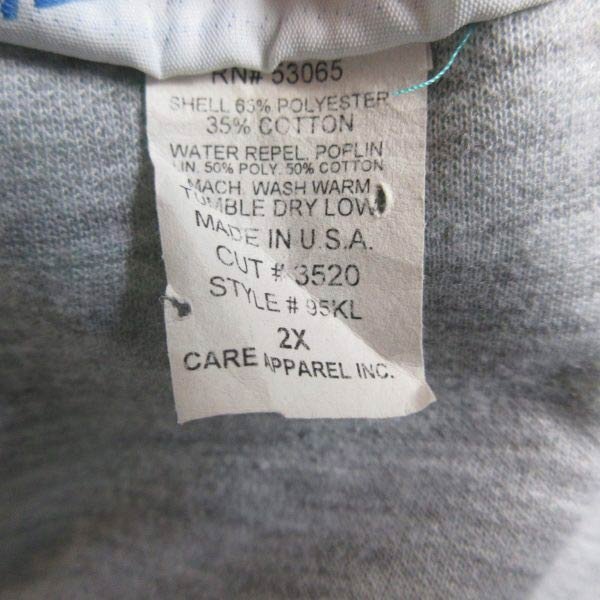 RN# 53065
SHELL 65% POLYESTER
35% COTTON
WATER REPEL. POPLIN
LIN. 50% POLY. 50% COTTON
MACH. WASH WARM
TUMBLE DRY LOW
MADE IN U.S.A.
CUT # 3520
STYLE # 95KL
2X
CARE APPAREL INC.